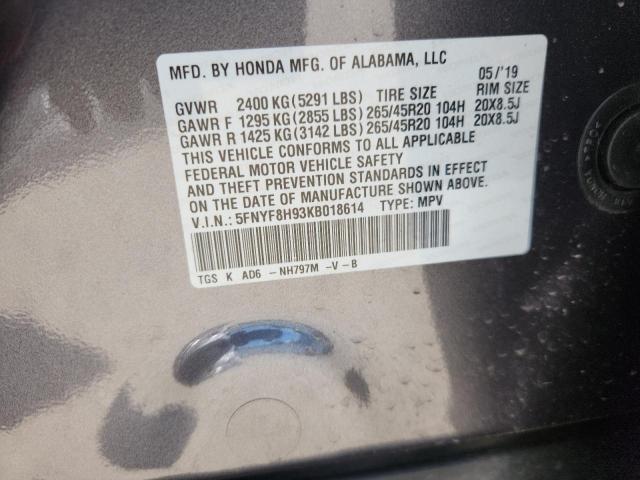 MFD. BY HONDA MFG. OF ALABAMA, LLC 05/'19
GVWR 2400 KG(5291 LBS) TIRE SIZE RIM SIZE
GAWR F 1295 KG(2855 LBS)265/45R20 104H 20X8.5J
GAWR R 1425 KG(3142 LBS)265/45R20 104H 20X8.5J
THIS VEHICLE CONFORMS TO ALL APPLICABLE
FEDERAL MOTOR VEHICLE SAFETY
AND THEFT PREVENTION STANDARDS IN EFFECT
ON THE DATE OF MANUFACTURE SHOWN ABOVE.
V.I.N.: 5FNYF8H93KB018614 TYPE: MPV
TGS K AD6 -NH797M -V-B